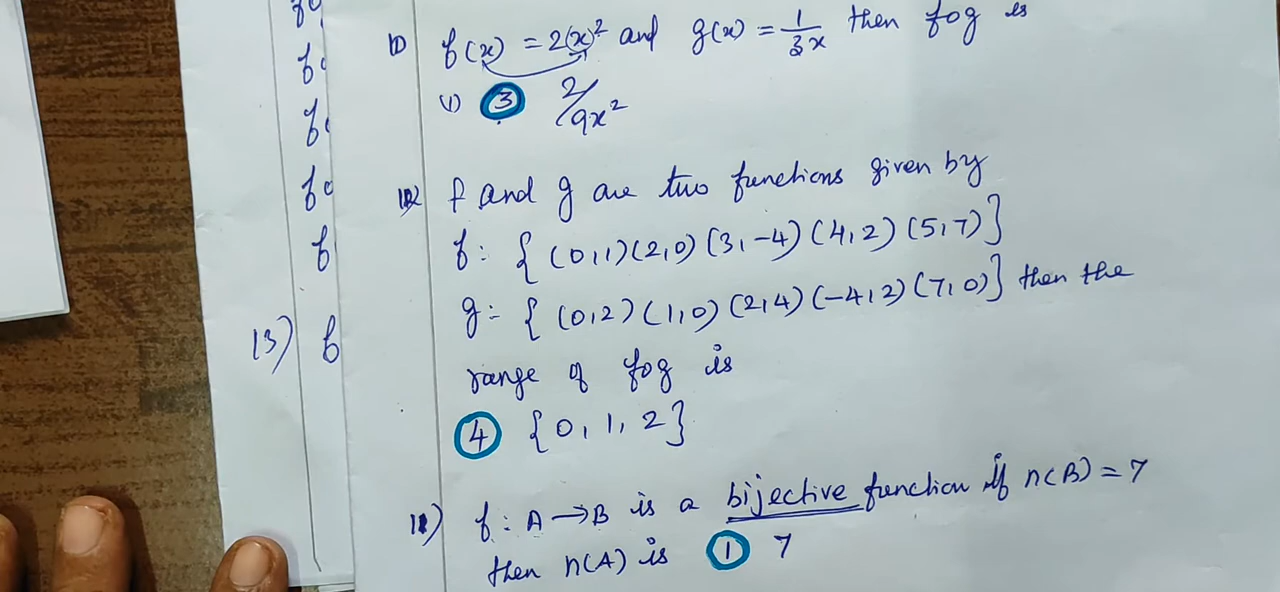 f(x) = 2(x)² and g(x) = 1/3x then fog is
(1) 3 2/9x²
f and g are two functions given by
f: { (0,1)(2,0)(3,-4)(4,2)(5,7)}
g: { (0,2)(1,0)(2,4)(-4,2)(7,0)} then the
13) f
range of fog is
4 {0, 1, 2}
f: A→B is a bijective function if n(B) = 7
then n(A) is 1 7